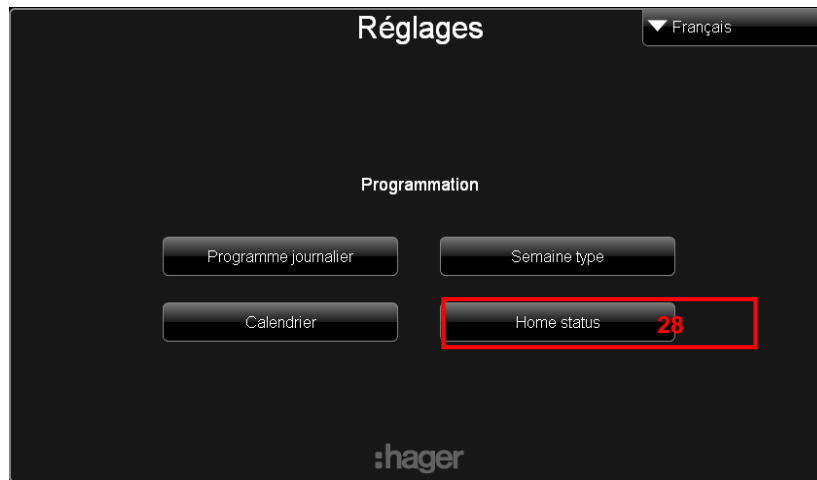 Réglages
Français
Programmation
Programme journalier
Semaine type
Calendrier
Home status
28
:hager